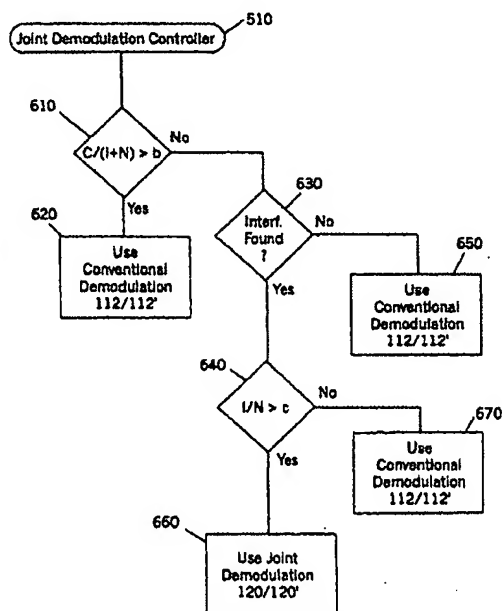 510
Joint Demodulation Controller
610
C/(I+N) > b
No
Yes
630
Interf.
Found
?
No
Yes
620
Use
Conventional
Demodulation
112/112'
650
Use
Conventional
Demodulation
112/112'
640
I/N > c
No
Yes
670
Use
Conventional
Demodulation
112/112'
660
Use Joint
Demodulation
120/120'